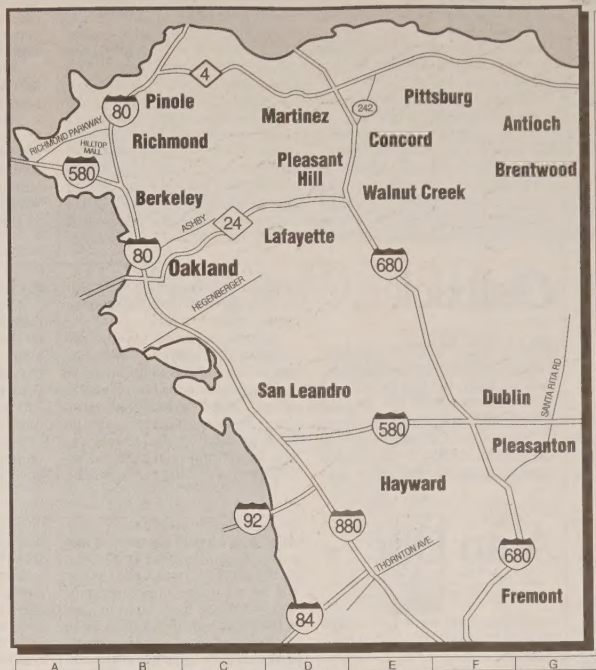 4
80
Pinole
242
Pittsburg
Martinez
Antioch
RICHMOND PARKWAY
HILLTOP
MALL
Richmond
Concord
580
Pleasant
Hill
Brentwood
Berkeley
Walnut Creek
ASHBY
24
Lafayette
80
Oakland
680
HEGENBERGER
SANTA RITA RD
San Leandro
Dublin
580
Pleasanton
Hayward
92
880
THORNTON AVE.
680
Fremont
84
A B C D E F G